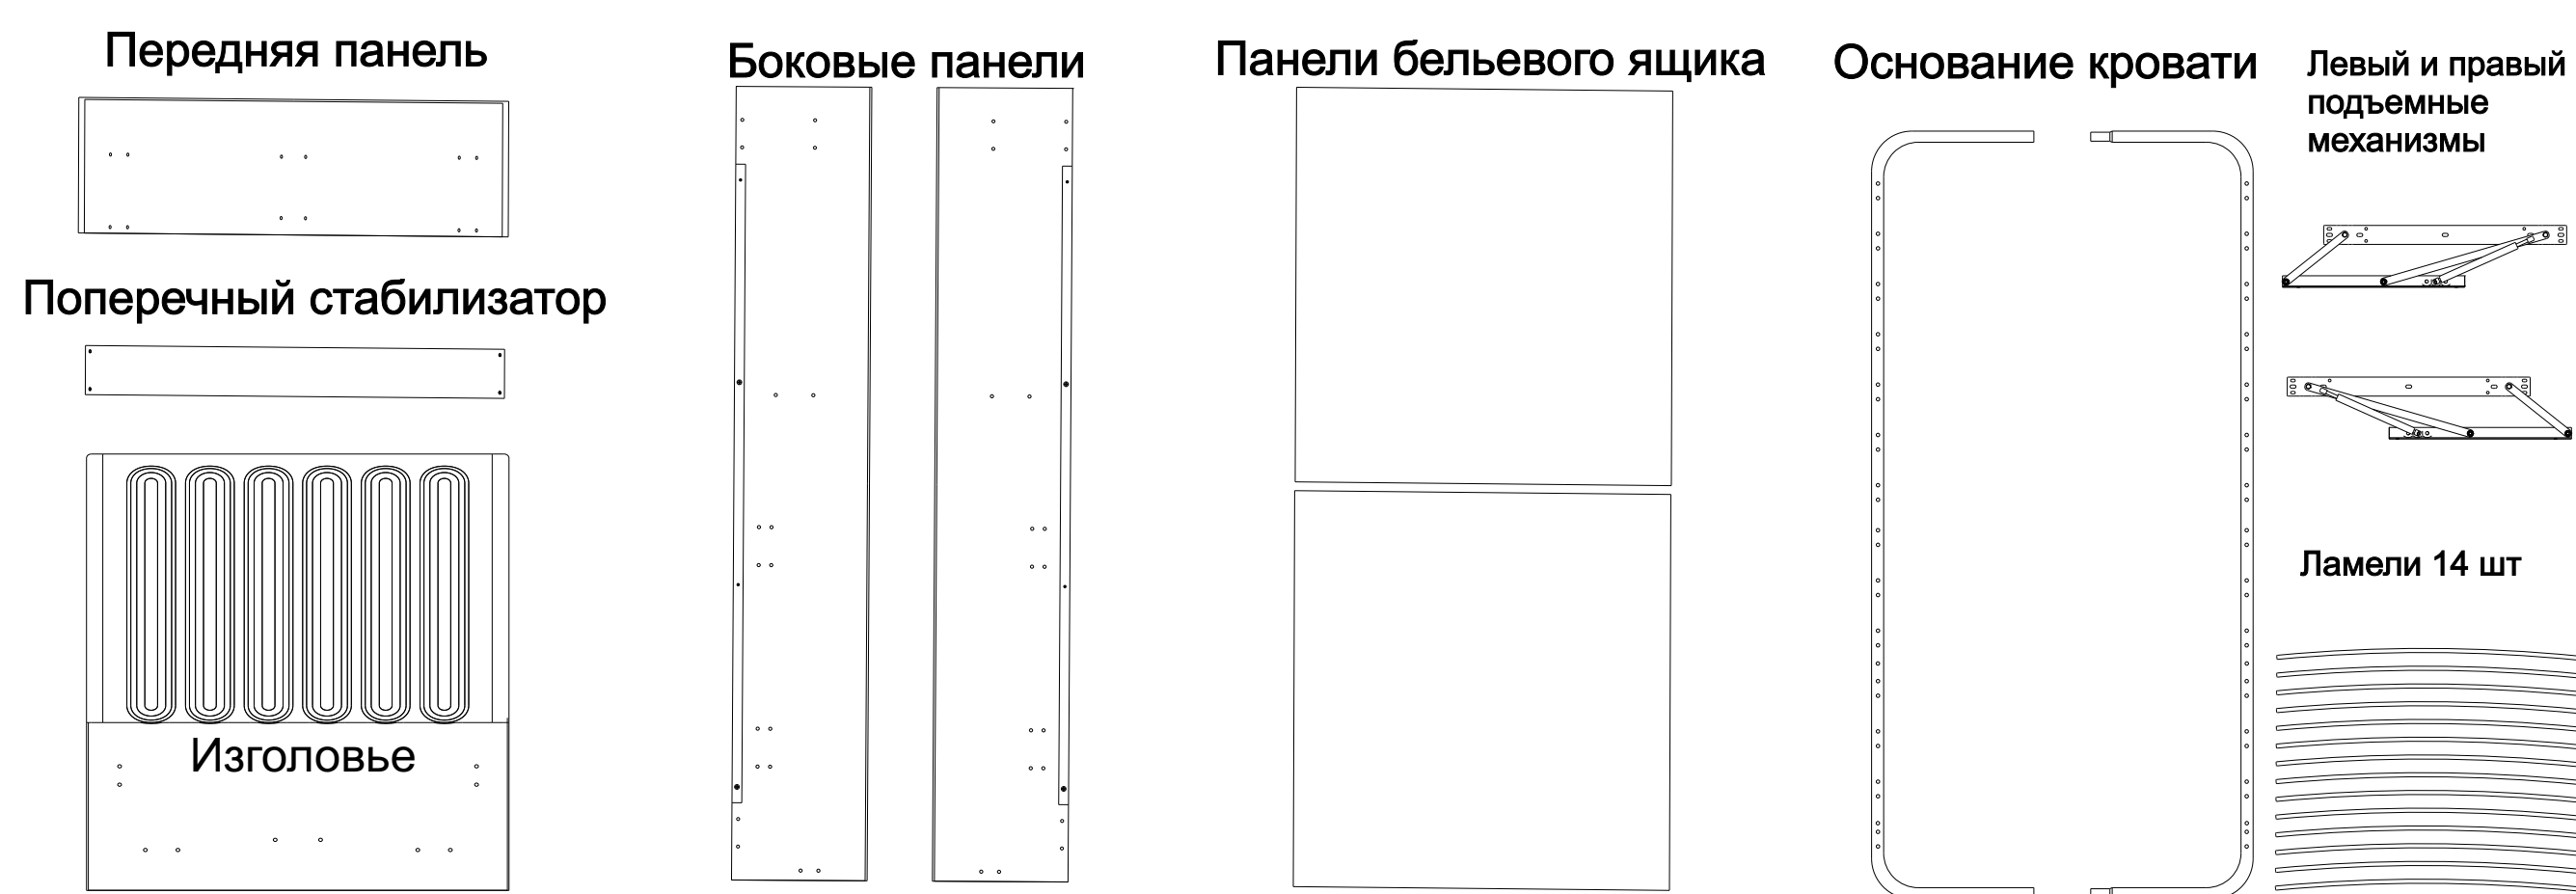 Передняя панель
Боковые панели
Панели бельевого ящика
Основание кровати
Левый и правый
подъемные
механизмы
Поперечный стабилизатор
Ламели 14 шт
Изголовье